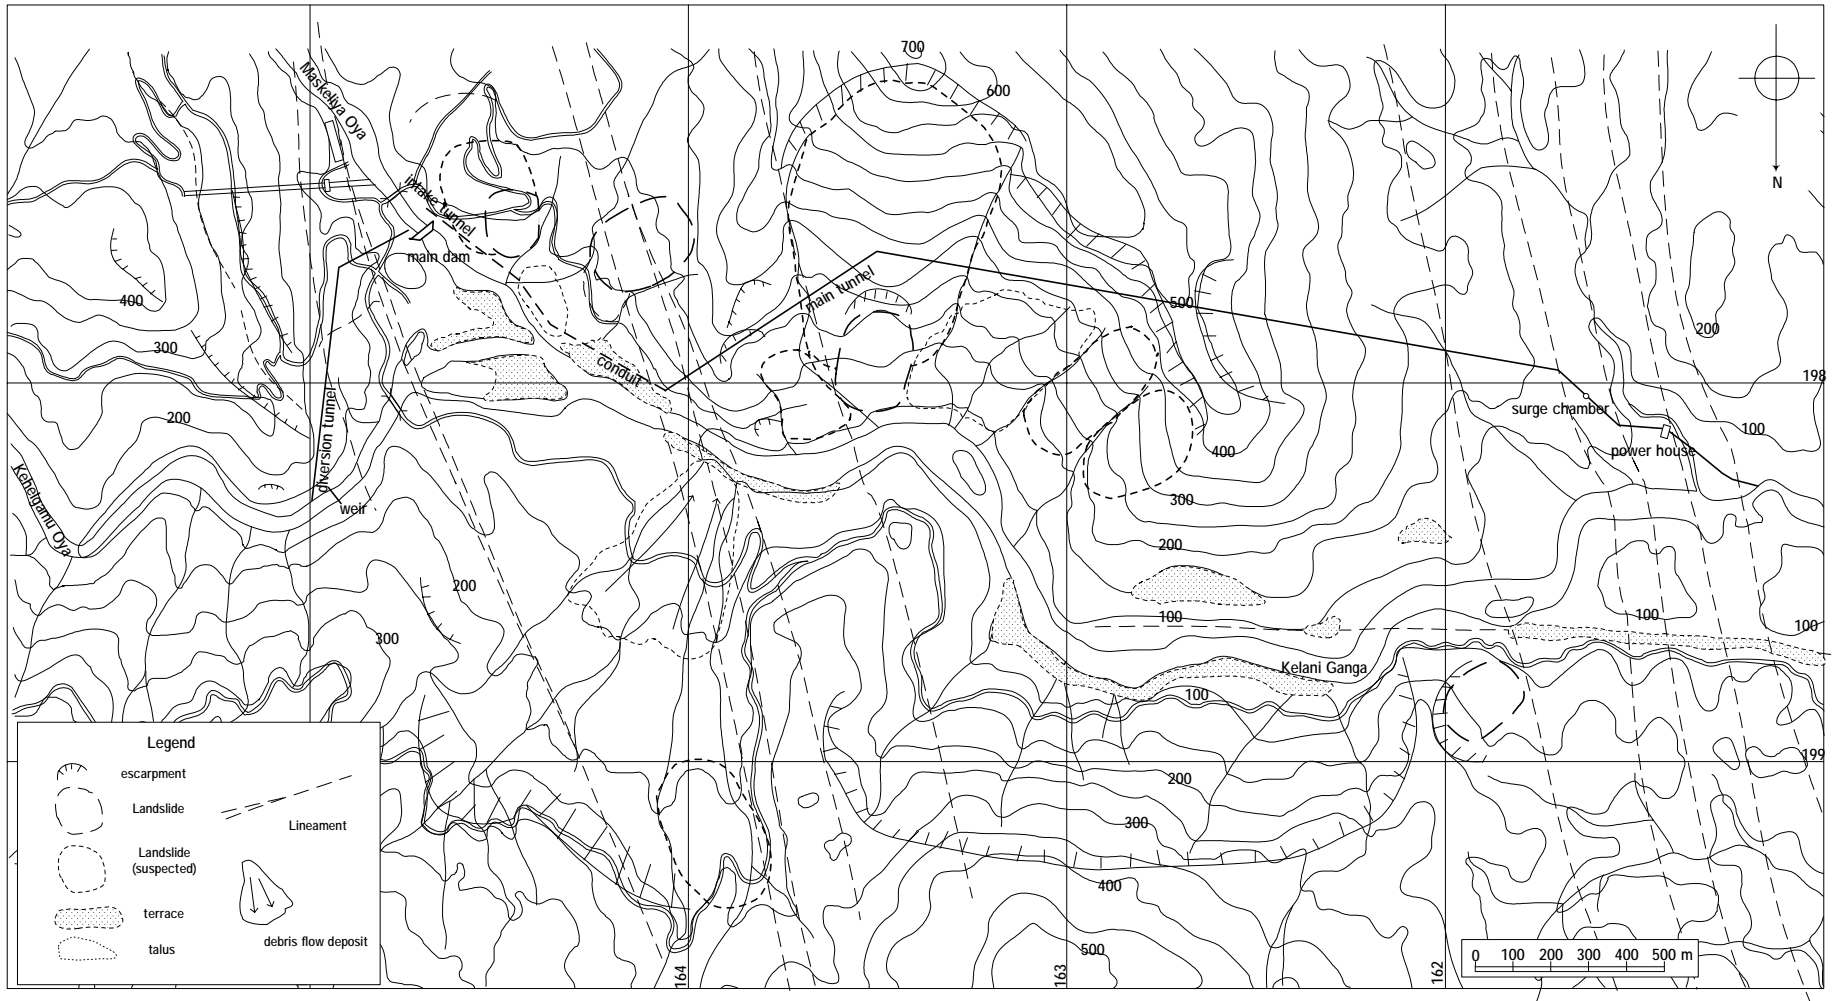 700
600
Maskeliya Oya
N
intake tunnel
main dam
main tunnel
400
500
200
300
conduit
198
surge chamber
200
100
diversion tunnel
400
power house
Kehelgamu Oya
weir
300
200
200
100
100
100
300
Kelani Ganga
100
Legend
escarpment
Landslide
Lineament
Landslide
(suspected)
terrace
debris flow deposit
talus
199
200
300
400
500
164
163
162
0 100 200 300 400 500 m